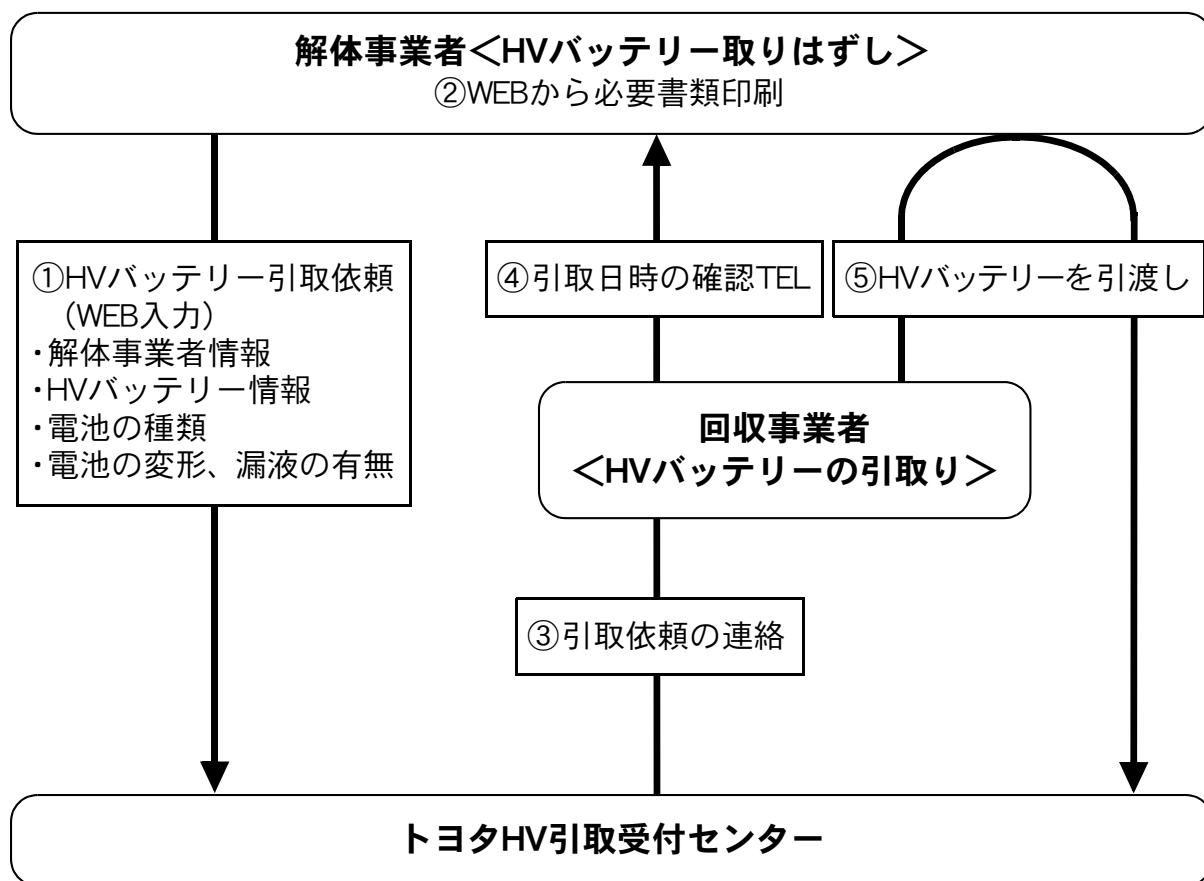 解体事業者＜HVバッテリー取りはずし＞
②WEBから必要書類印刷
①HVバッテリー引取依頼
（WEB入力）
・解体事業者情報
・HVバッテリー情報
・電池の種類
・電池の変形、漏液の有無
④引取日時の確認TEL
⑤HVバッテリーを引渡し
回収事業者
＜HVバッテリーの引取り＞
③引取依頼の連絡
トヨタHV引取受付センター